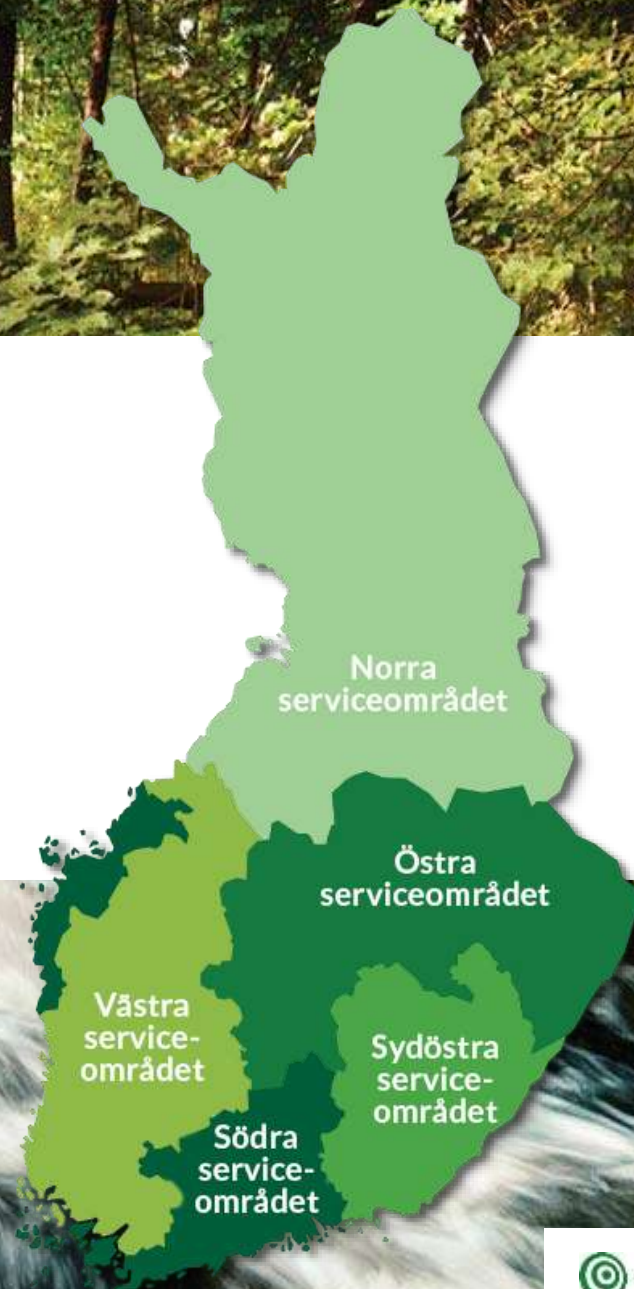 Norra
serviceområdet
Östra
serviceområdet
Västra
service-
området
Sydöstra
service-
området
Södra
service-
området